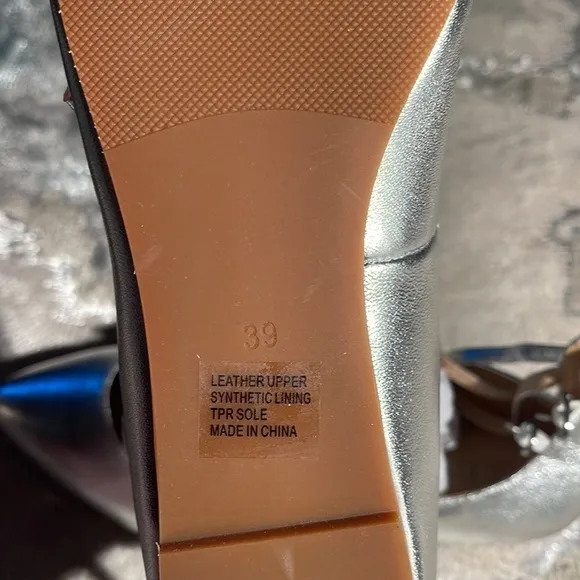 39
LEATHER UPPER
SYNTHETIC LINING
TPR SOLE
MADE IN CHINA